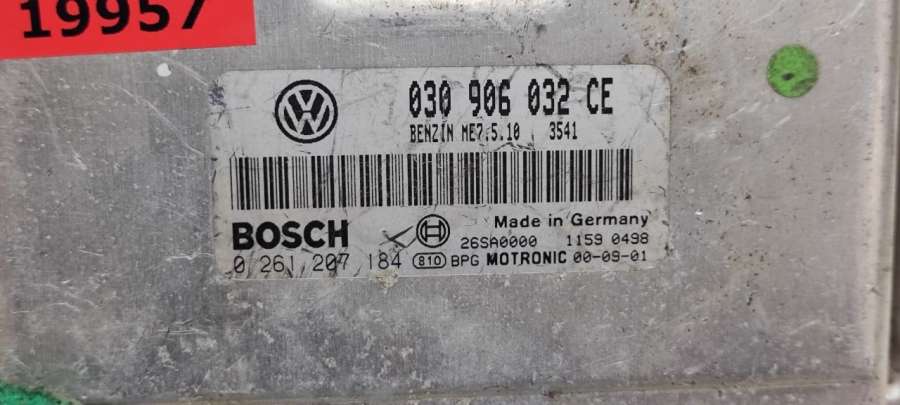 19957
VW
030 906 032 CE
BENZIN ME7.5.10 3541
BOSCH
Made in Germany
26SA0000 1159 0498
0 261 207 184 810 BPG MOTRONIC 00-09-01